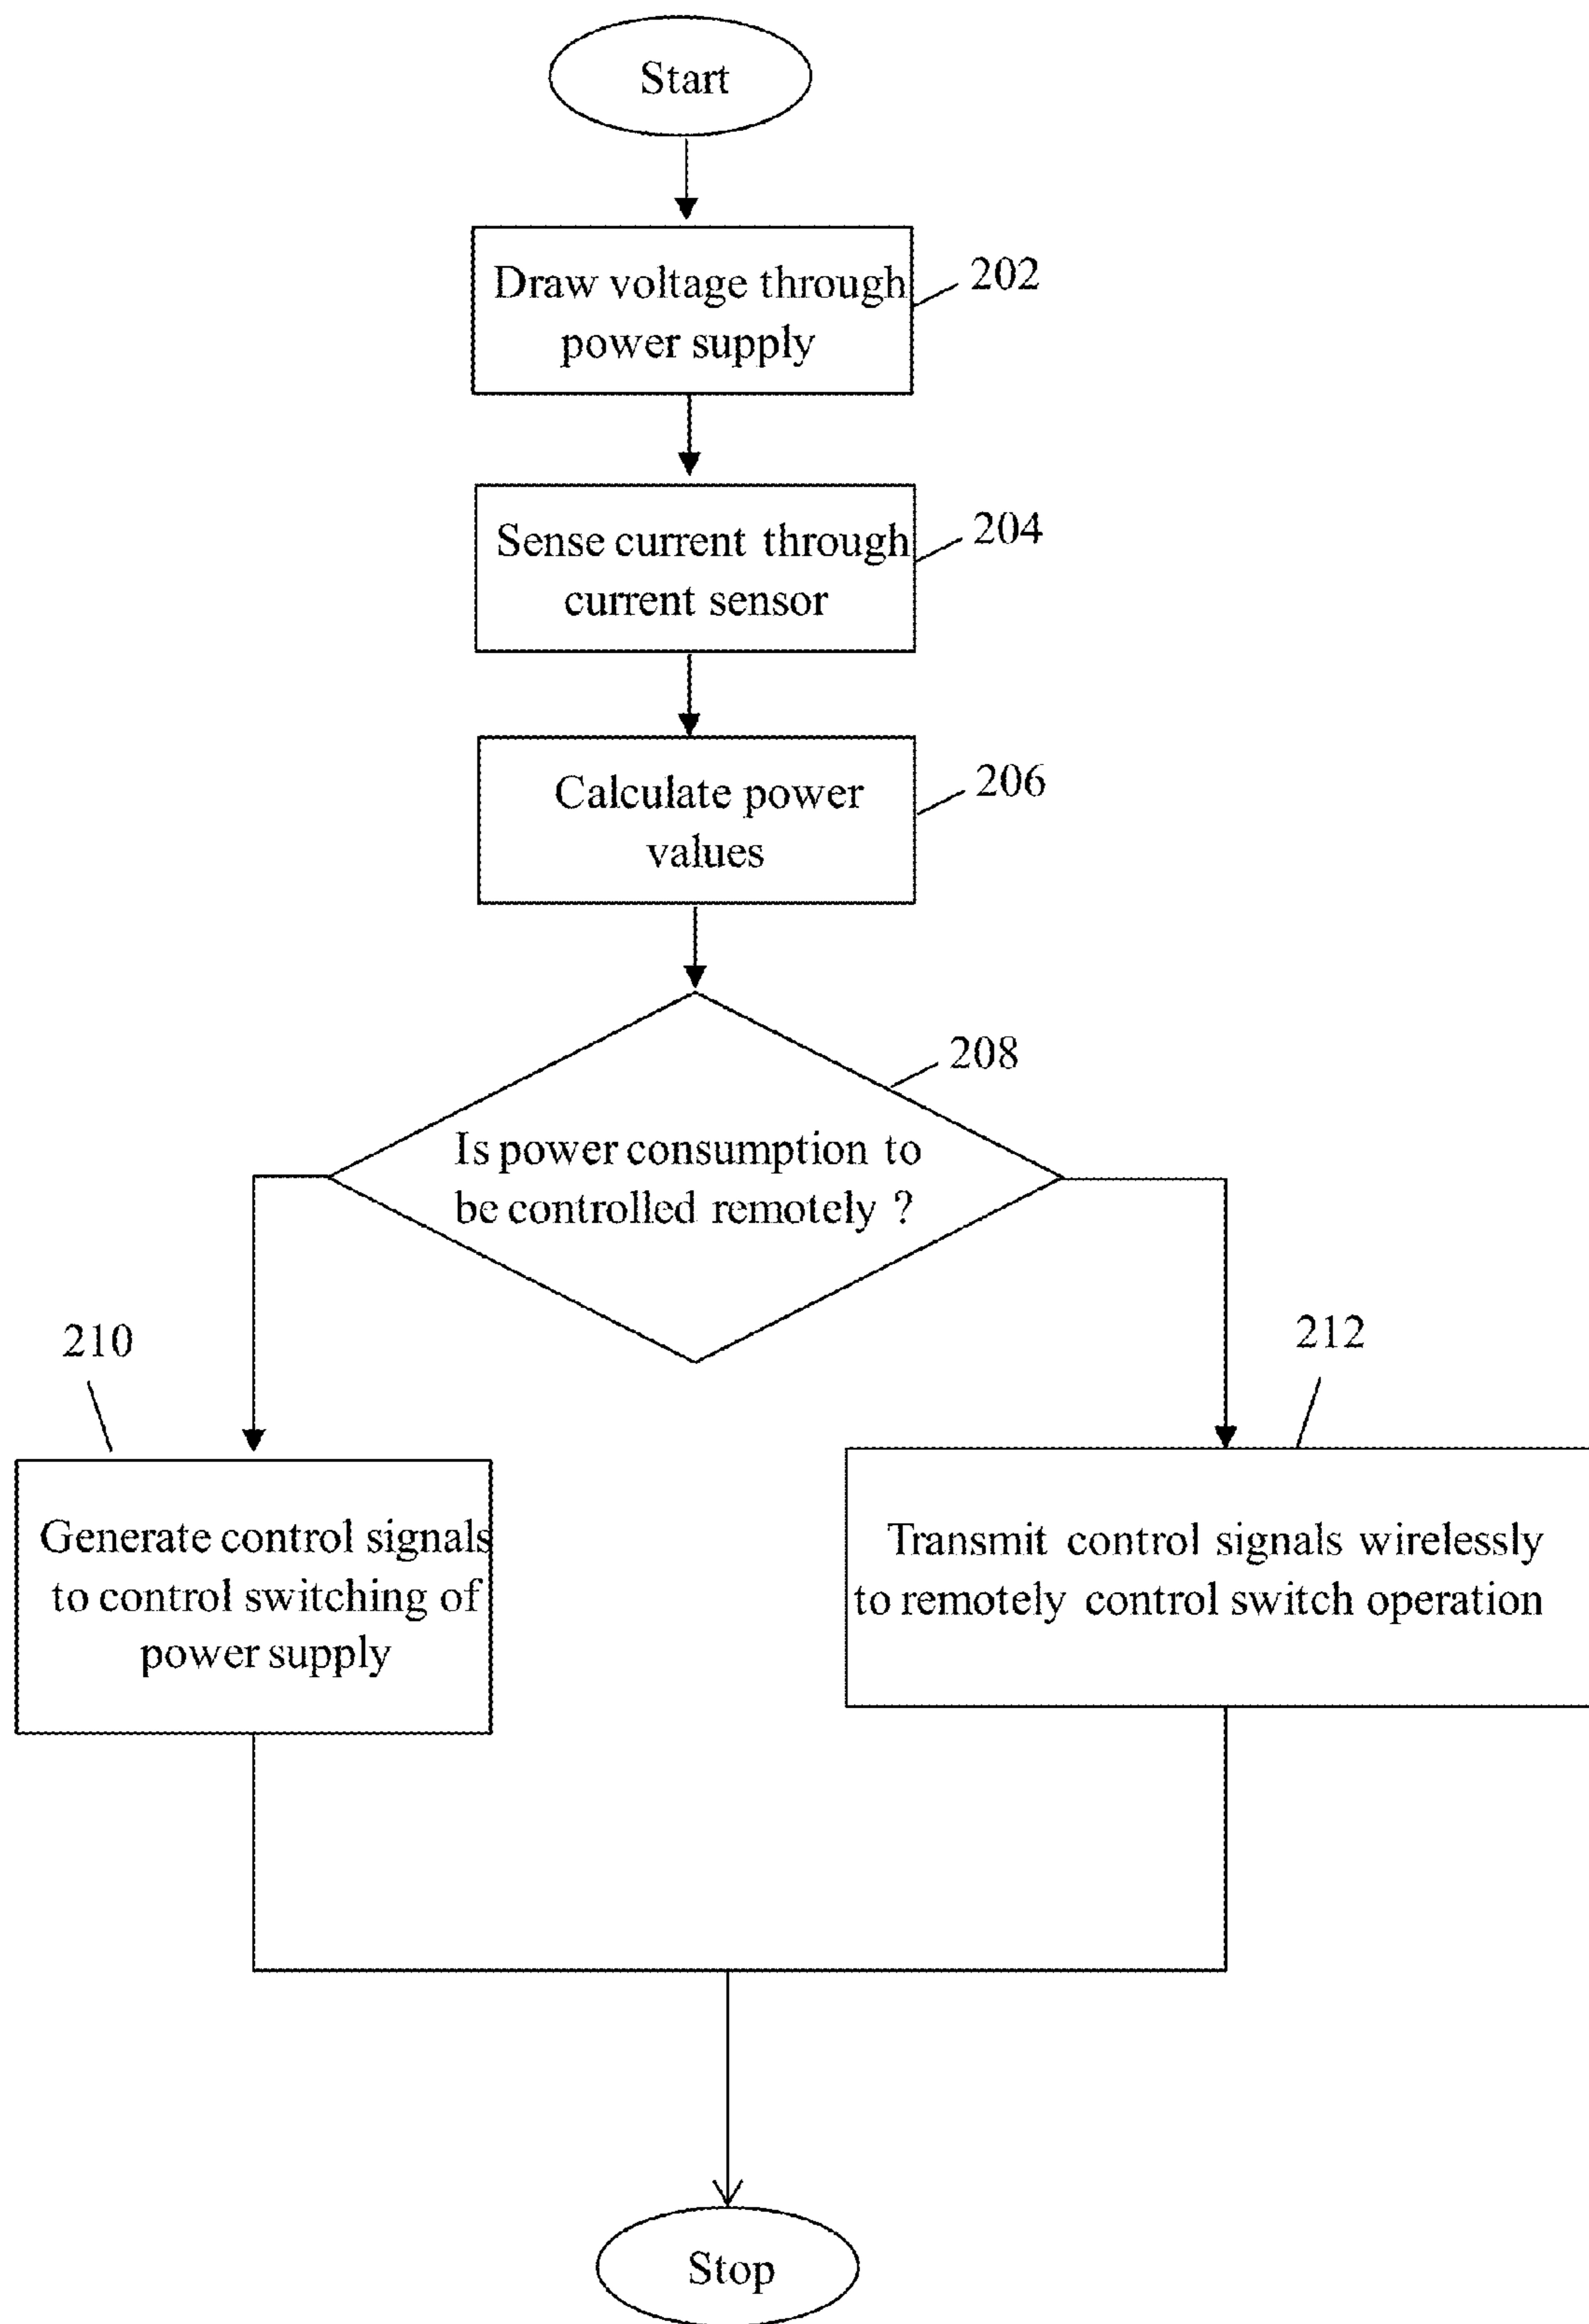 Start
Draw voltage through
power supply
202
Sense current through
current sensor
204
Calculate power
values
206
208
Is power consumption to
be controlled remotely ?
210
212
Generate control signals
to control switching of
power supply
Transmit control signals wirelessly
to remotely control switch operation
Stop